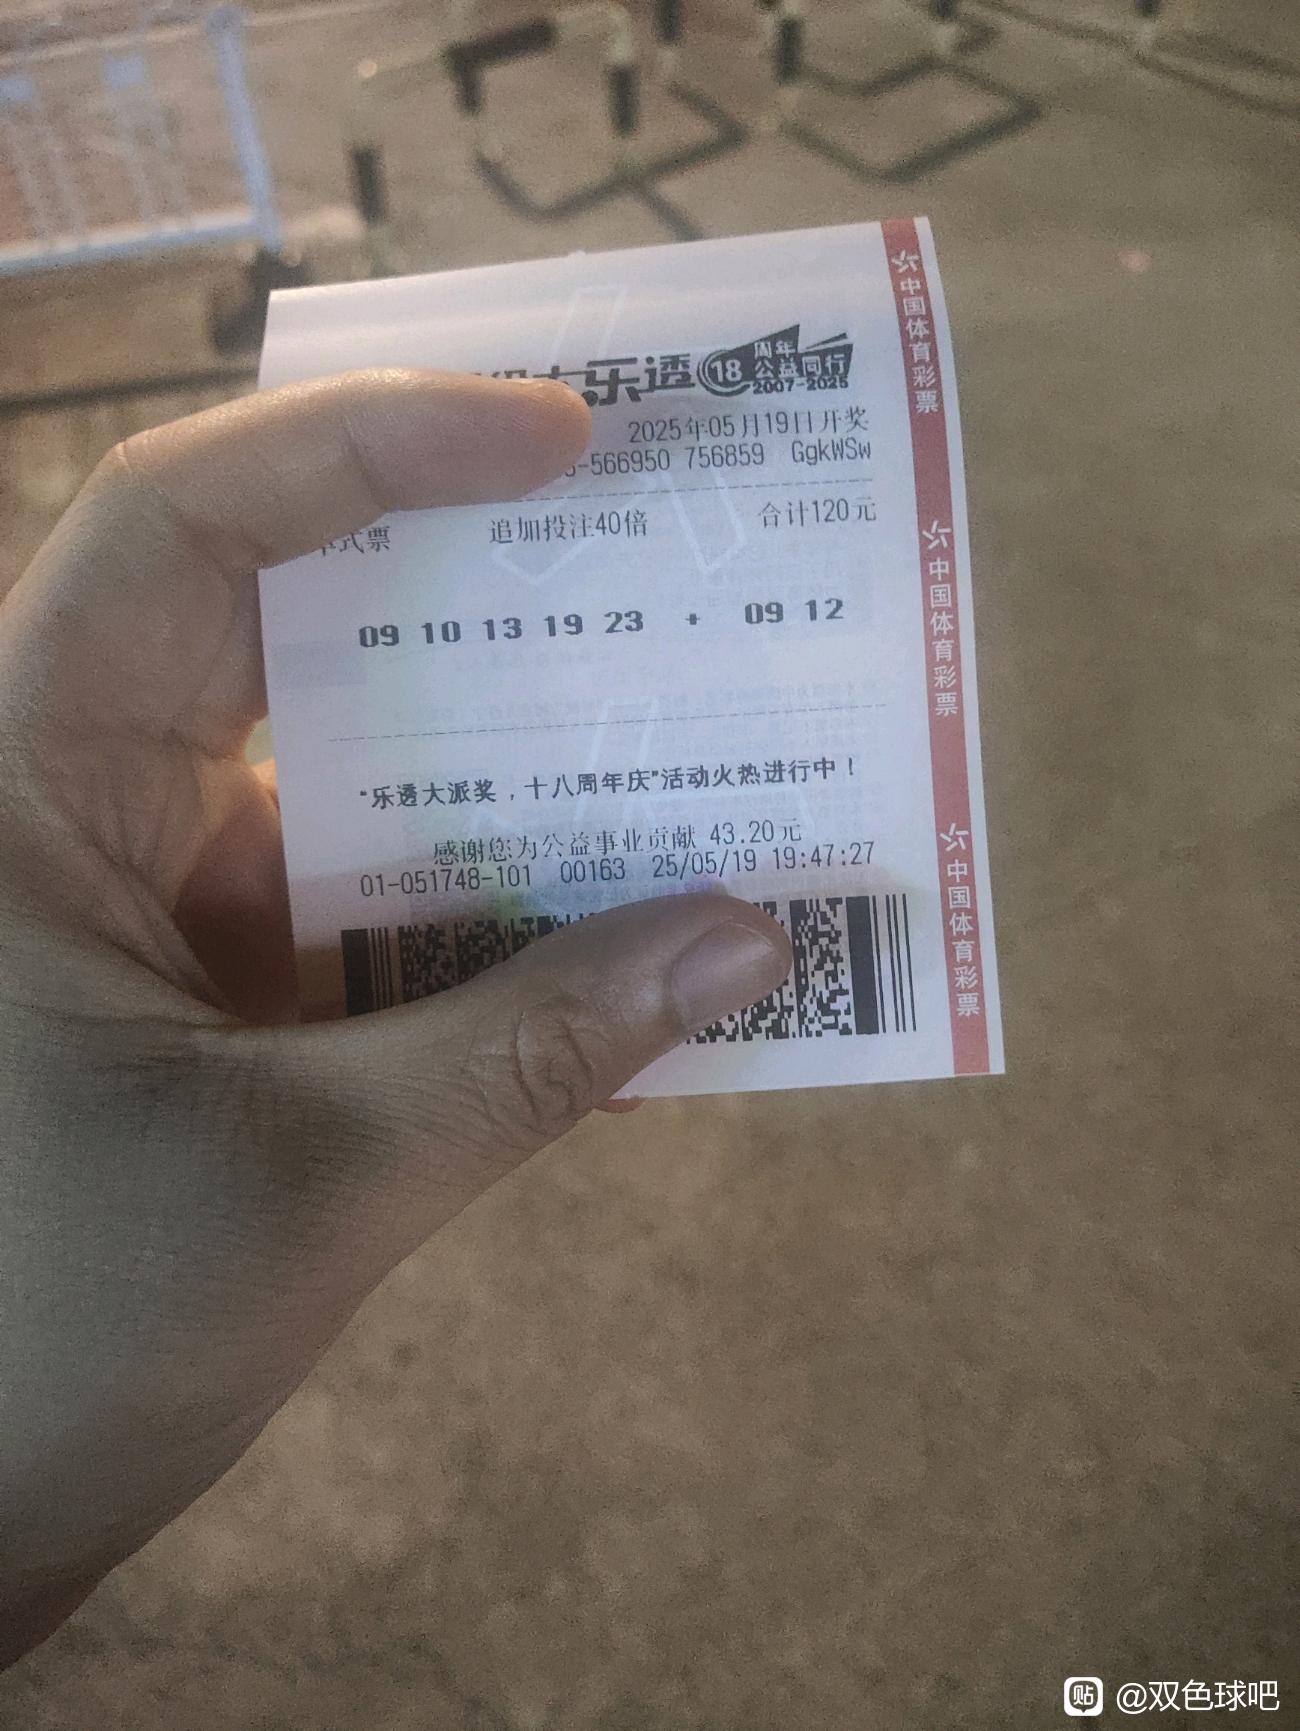 大乐透 18 周年
公益同行
2007-2025
2025年05月19日开奖
-566950 756859 GgkWSw
单式票 追加投注40倍 合计120元
09 10 13 19 23 + 09 12
“乐透大派奖，十八周年庆”活动火热进行中！
感谢您为公益事业贡献 43.20元
01-051748-101 00163 25/05/19 19:47:27
中国体育彩票
中国体育彩票
中国体育彩票
贴 @双色球吧